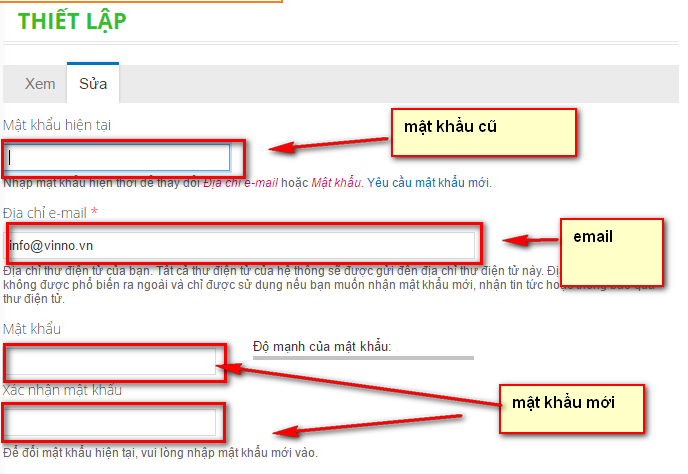 THIẾT LẬP
Xem Sửa
Mật khẩu hiện tại
mật khẩu cũ
Nhập mật khẩu hiện thời để thay đổi Địa chỉ e-mail hoặc Mật khẩu. Yêu cầu mật khẩu mới.
Địa chỉ e-mail *
email
info@vinno.vn
Địa chỉ thư điện tử của bạn. Tất cả thư điện tử của hệ thống sẽ được gửi đến địa chỉ thư điện tử này.
không được phổ biến ra ngoài và chỉ được sử dụng nếu bạn muốn nhận mật khẩu mới, nhận tin tức hoặc thông báo qua
thư điện tử.
Mật khẩu
Độ mạnh của mật khẩu:
Xác nhận mật khẩu
mật khẩu mới
Để đổi mật khẩu hiện tại, vui lòng nhập mật khẩu mới vào.